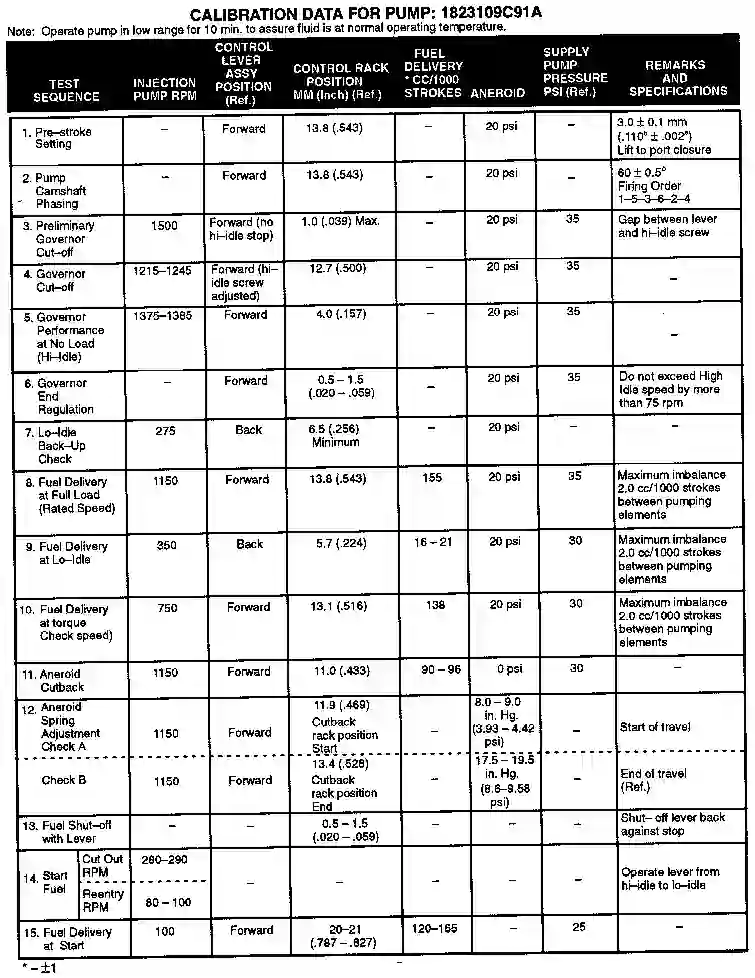 CALIBRATION DATA FOR PUMP: 1823109C91A
Note: Operate pump in low range for 10 min. to assure fluid is at normal operating temperature.
TEST SEQUENCE | INJECTION PUMP RPM | CONTROL LEVER ASSY POSITION (Ref.) | CONTROL RACK POSITION MM (Inch) (Ref.) | FUEL DELIVERY * CC/1000 STROKES | ANEROID | SUPPLY PUMP PRESSURE PSI (Ref.) | REMARKS AND SPECIFICATIONS
1. Pre–stroke Setting | – | Forward | 13.8 (.543) | – | 20 psi | – | 3.0 ± 0.1 mm (.110" ± .002") Lift to port closure
2. Pump Camshaft Phasing | – | Forward | 13.8 (.543) | – | 20 psi | – | 60 ± 0.5° Firing Order 1–5–3–6–2–4
3. Preliminary Governor Cut–off | 1500 | Forward (no hi–idle stop) | 1.0 (.039) Max. | – | 20 psi | 35 | Gap between lever and hi–idle screw
4. Governor Cut–off | 1215–1245 | Forward (hi–idle screw adjusted) | 12.7 (.500) | – | 20 psi | 35 | –
5. Governor Performance at No Load (Hi–Idle) | 1375–1385 | Forward | 4.0 (.157) | – | 20 psi | 35 | –
6. Governor End Regulation | – | Forward | 0.5 – 1.5 (.020 – .059) | – | 20 psi | 35 | Do not exceed High Idle speed by more than 75 rpm
7. Lo–Idle Back–Up Check | 275 | Back | 6.5 (.256) Minimum | – | 20 psi | – | –
8. Fuel Delivery at Full Load (Rated Speed) | 1150 | Forward | 13.8 (.543) | 155 | 20 psi | 35 | Maximum imbalance 2.0 cc/1000 strokes between pumping elements
9. Fuel Delivery at Lo–Idle | 350 | Back | 5.7 (.224) | 16 – 21 | 20 psi | 30 | Maximum imbalance 2.0 cc/1000 strokes between pumping elements
10. Fuel Delivery at torque Check speed) | 750 | Forward | 13.1 (.516) | 138 | 20 psi | 30 | Maximum imbalance 2.0 cc/1000 strokes between pumping elements
11. Aneroid Cutback | 1150 | Forward | 11.0 (.433) | 90 – 96 | 0 psi | 30 | –
12. Aneroid Spring Adjustment Check A | 1150 | Forward | 11.9 (.469) Cutback rack position Start | – | 8.0 – 9.0 in. Hg. (3.93 – 4.42 psi) | – | Start of travel
Check B | 1150 | Forward | 13.4 (.528) Cutback rack position End | – | 17.5 – 19.5 in. Hg. (8.6–9.58 psi) | – | End of travel (Ref.)
13. Fuel Shut–off with Lever | – | – | 0.5 – 1.5 (.020 – .059) | – | – | – | Shut– off lever back against stop
14. Start Fuel | Cut Out RPM | 280–290 | – | – | – | – | – | Operate lever from hi–idle to lo–idle
Reentry RPM | 80 – 100
15. Fuel Delivery at Start | 100 | Forward | 20–21 (.787 – .827) | 120–165 | – | 25 | –
* – ±1